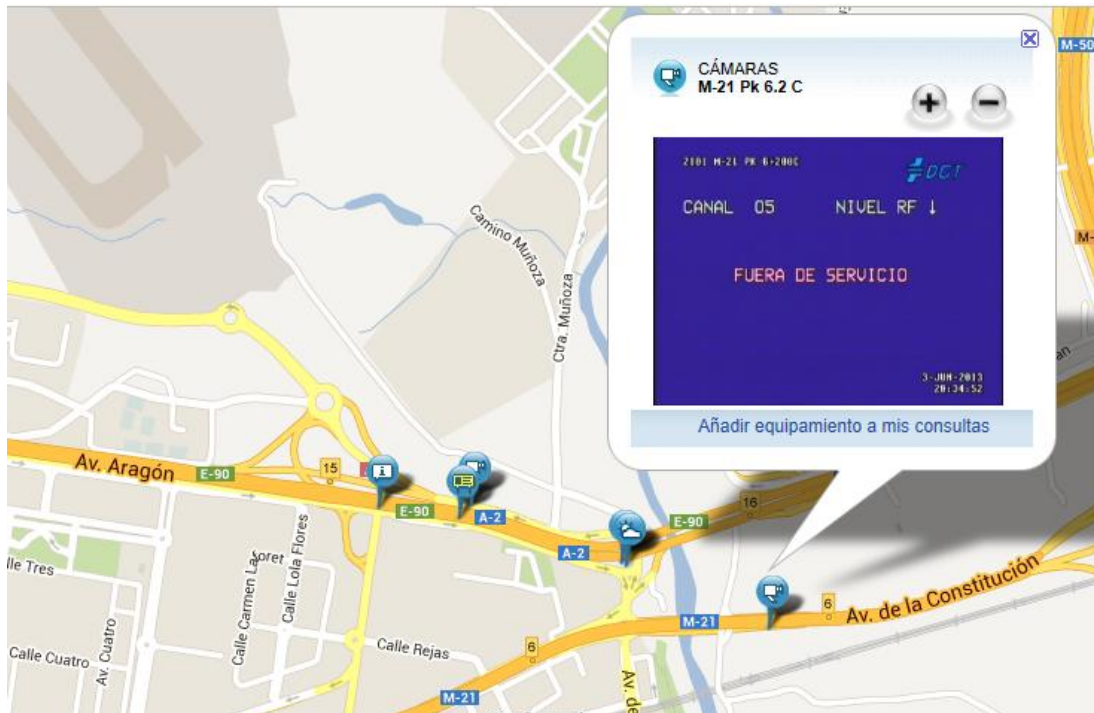 CÁMARAS
M-21 Pk 6.2 C
+
−
2101 M-21 PK 6+200C
DGT
CANAL 05 NIVEL RF ↓
FUERA DE SERVICIO
3-JUN-2013
20:34:52
Añadir equipamiento a mis consultas
M-50
Camino Muñoza
Ctra. Muñoza
Av. Aragón
E-90
15
E-90
A-2
A-2
E-90
16
M-21
6
Av. de la Constitución
6
M-21
Calle Rejas
Calle Lola Flores
Calle Carmen
Calle Cuatro
Av. Cuatro
lle Tres
Av. de